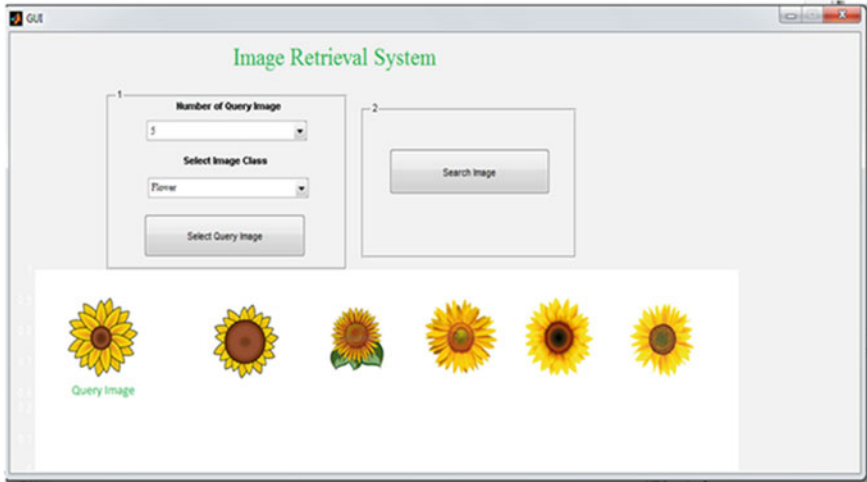 GUI
Image Retrieval System
1
Number of Query Image
5
Select Image Class
Flower
Select Query Image
2
Search Image
Query Image